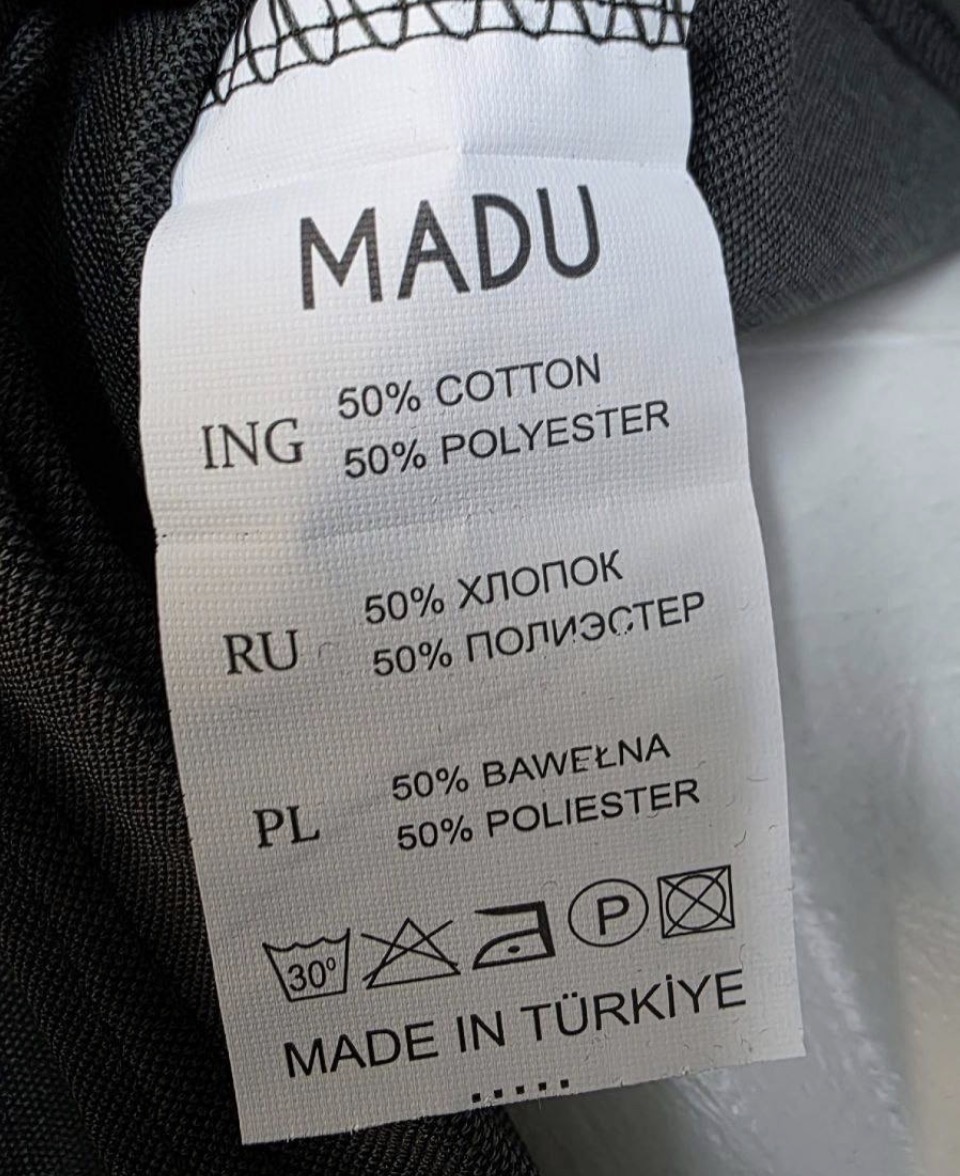 MADU
ING 50% COTTON
50% POLYESTER
RU 50% ХЛОПОК
50% ПОЛИЭСТЕР
PL 50% BAWEŁNA
50% POLIESTER
30° P
MADE IN TÜRKİYE
.....